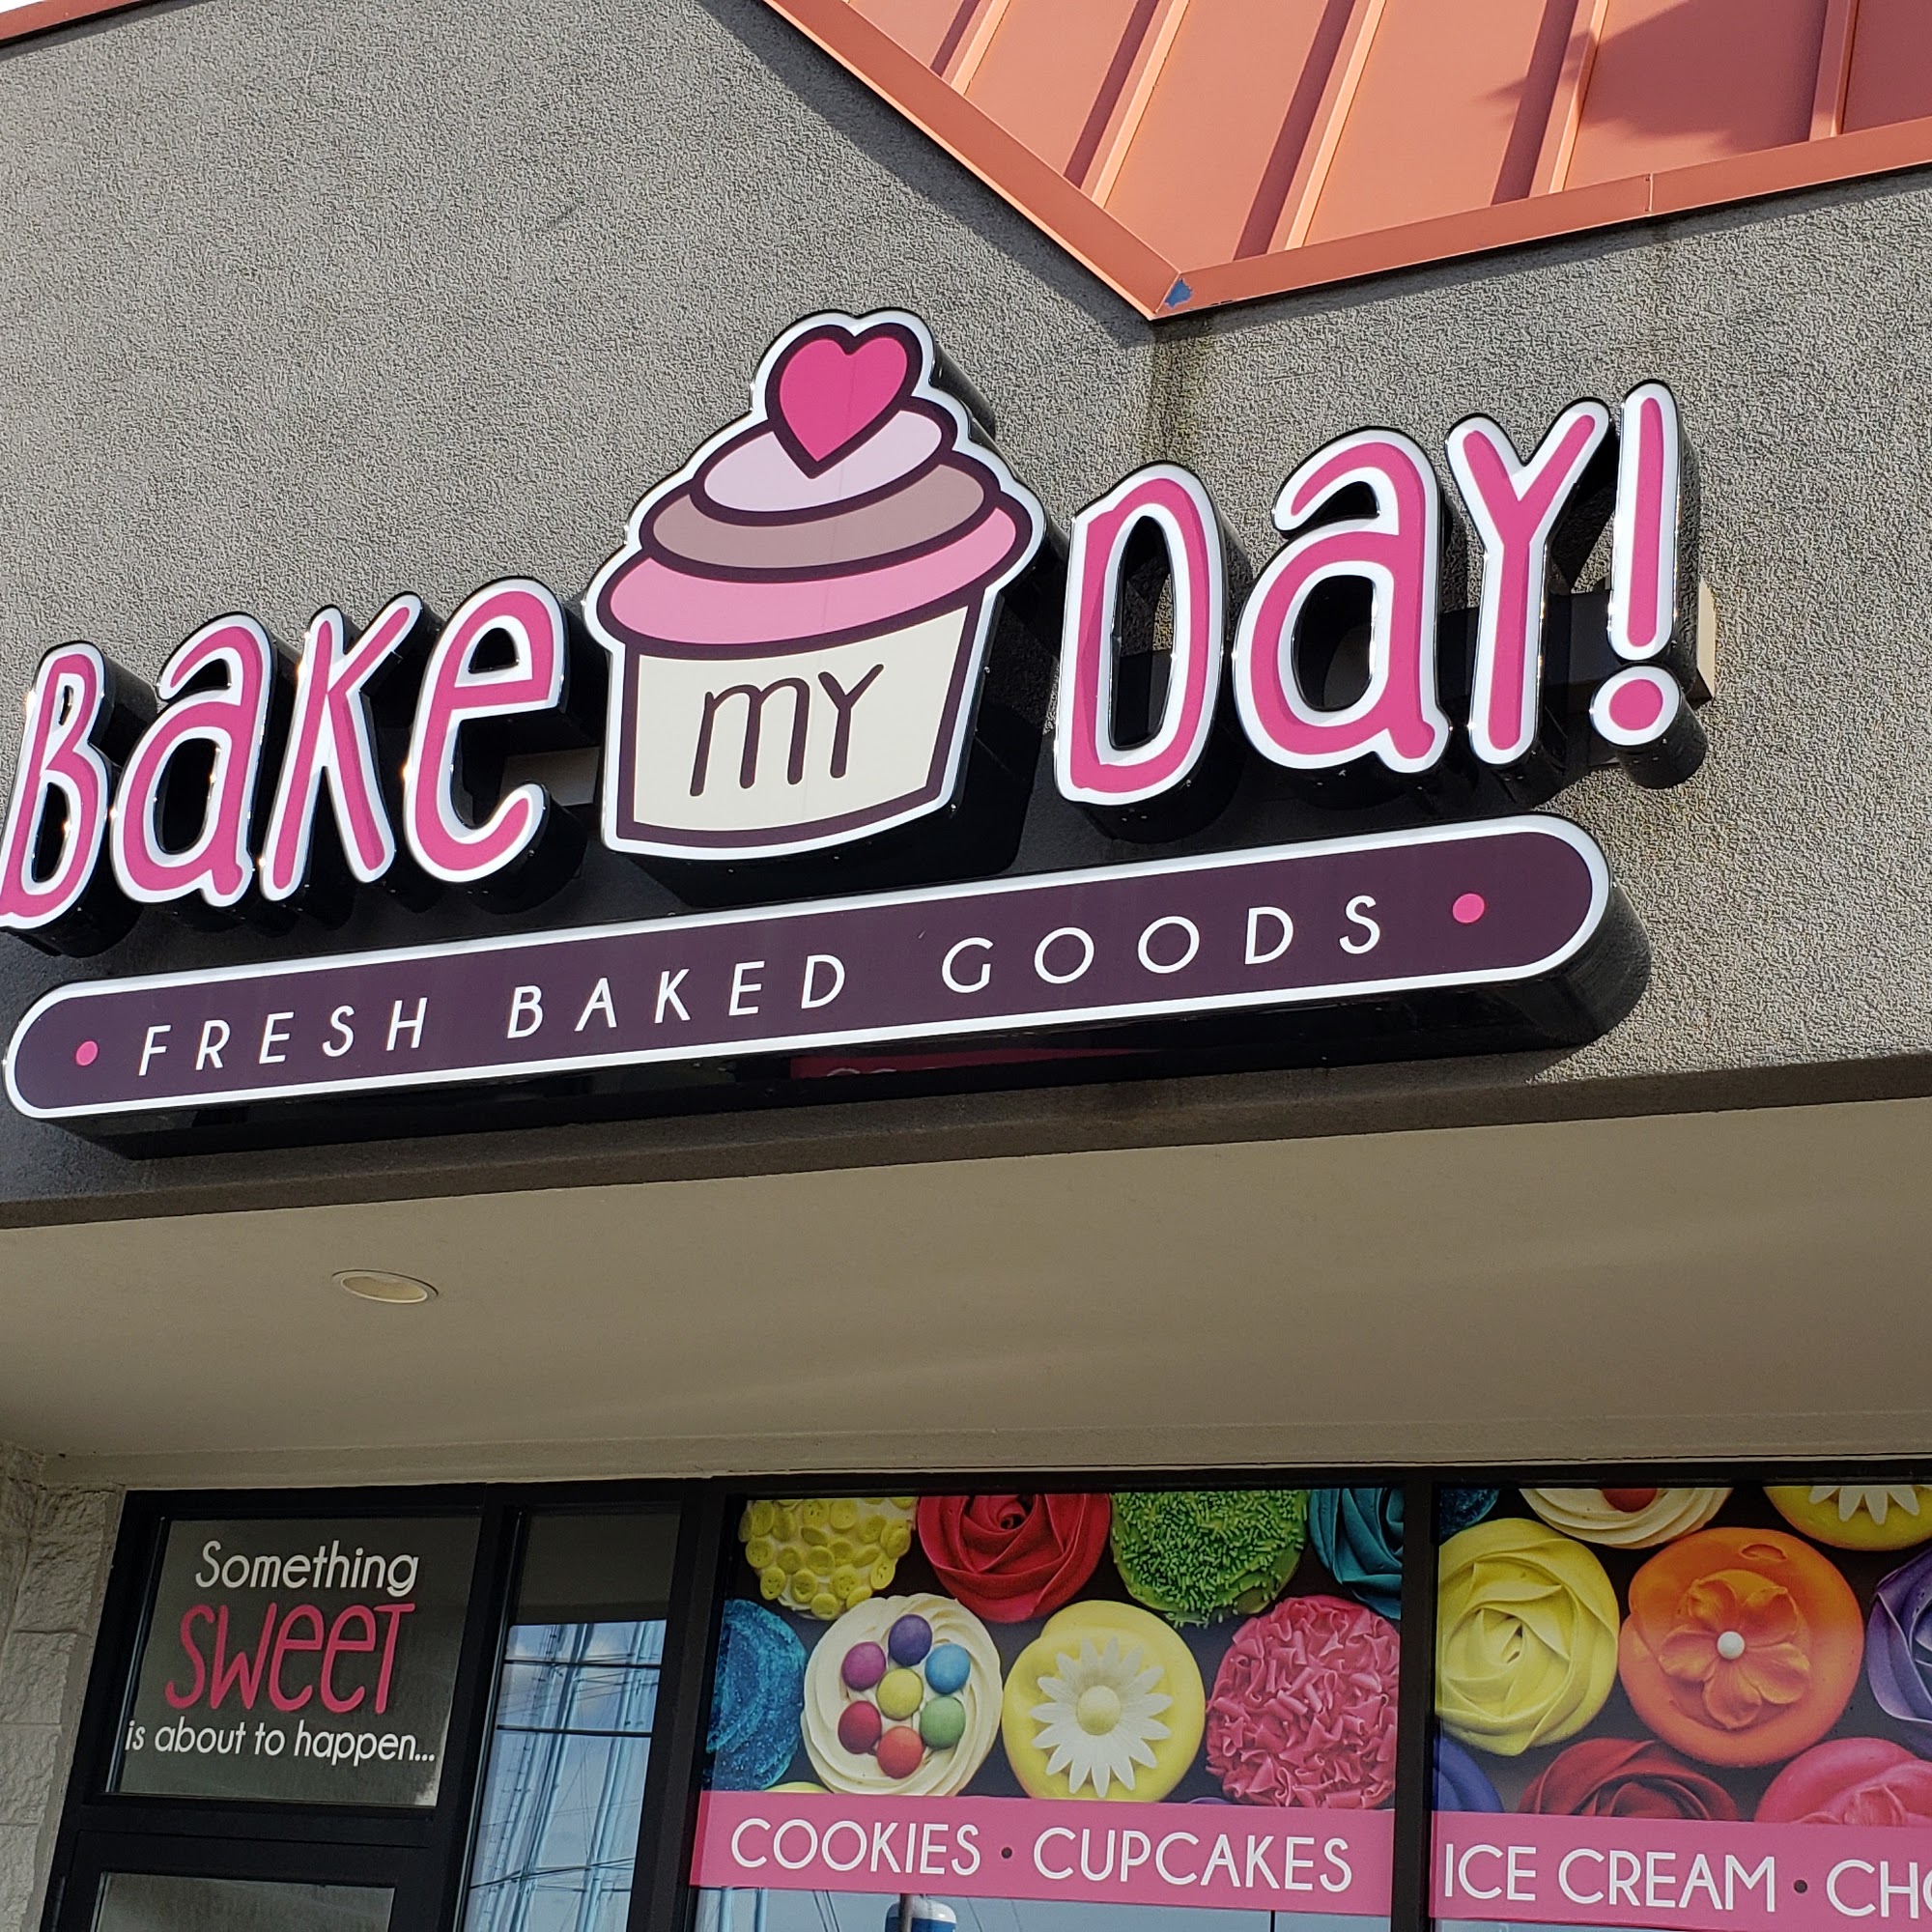 Bake MY Day!
• FRESH BAKED GOODS •
Something
SWEET
is about to happen...
COOKIES • CUPCAKES
ICE CREAM •